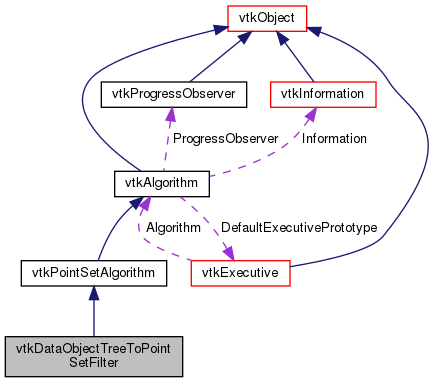 vtkObject
vtkProgressObserver
vtkInformation
ProgressObserver
Information
vtkAlgorithm
Algorithm
DefaultExecutivePrototype
vtkPointSetAlgorithm
vtkExecutive
vtkDataObjectTreeToPoint
SetFilter